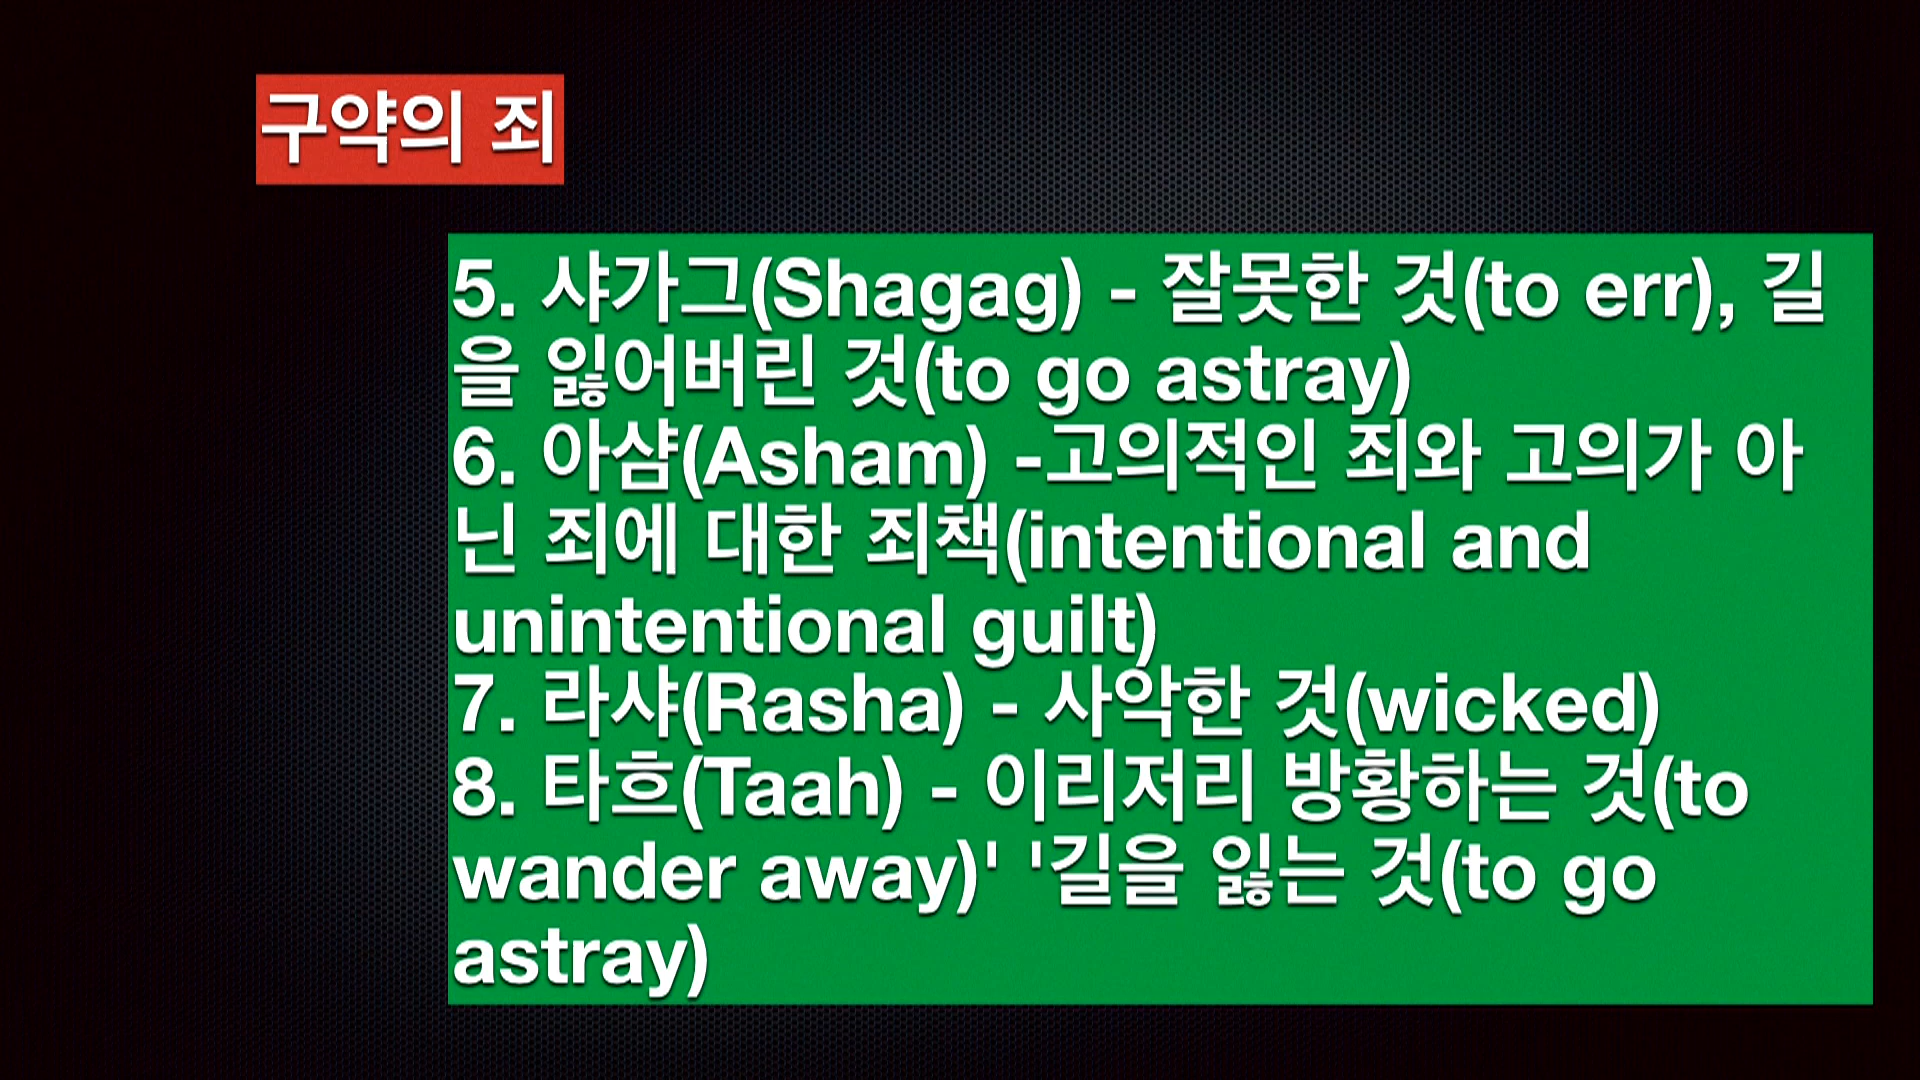 구약의 죄
5. 샤가그(Shagag) - 잘못한 것(to err), 길
을 잃어버린 것(to go astray)
6. 아샴(Asham) -고의적인 죄와 고의가 아
닌 죄에 대한 죄책(intentional and
unintentional guilt)
7. 라샤(Rasha) - 사악한 것(wicked)
8. 타흐(Taah) - 이리저리 방황하는 것(to
wander away)' '길을 잃는 것(to go
astray)